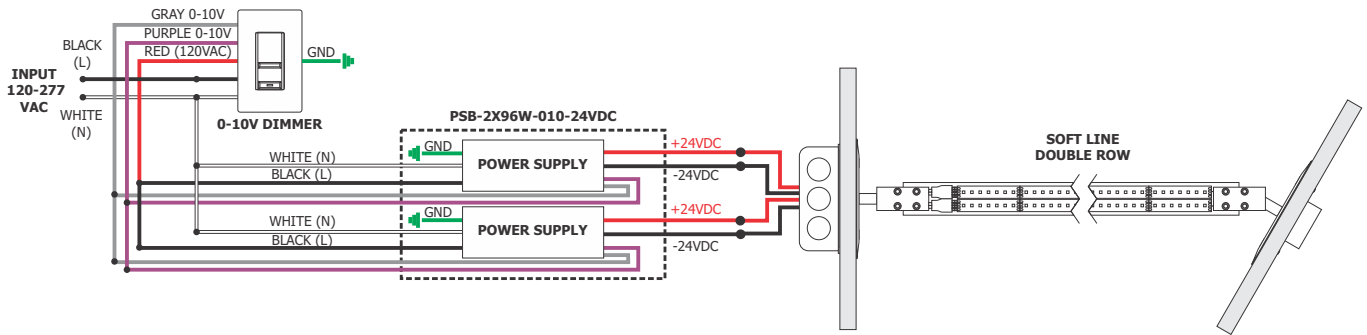 GRAY 0-10V
PURPLE 0-10V
RED (120VAC)
BLACK
(L)
INPUT
120-277
VAC
WHITE
(N)
GND
0-10V DIMMER
PSB-2X96W-010-24VDC
GND
WHITE (N)
BLACK (L)
POWER SUPPLY
+24VDC
-24VDC
GND
WHITE (N)
BLACK (L)
POWER SUPPLY
+24VDC
-24VDC
SOFT LINE
DOUBLE ROW